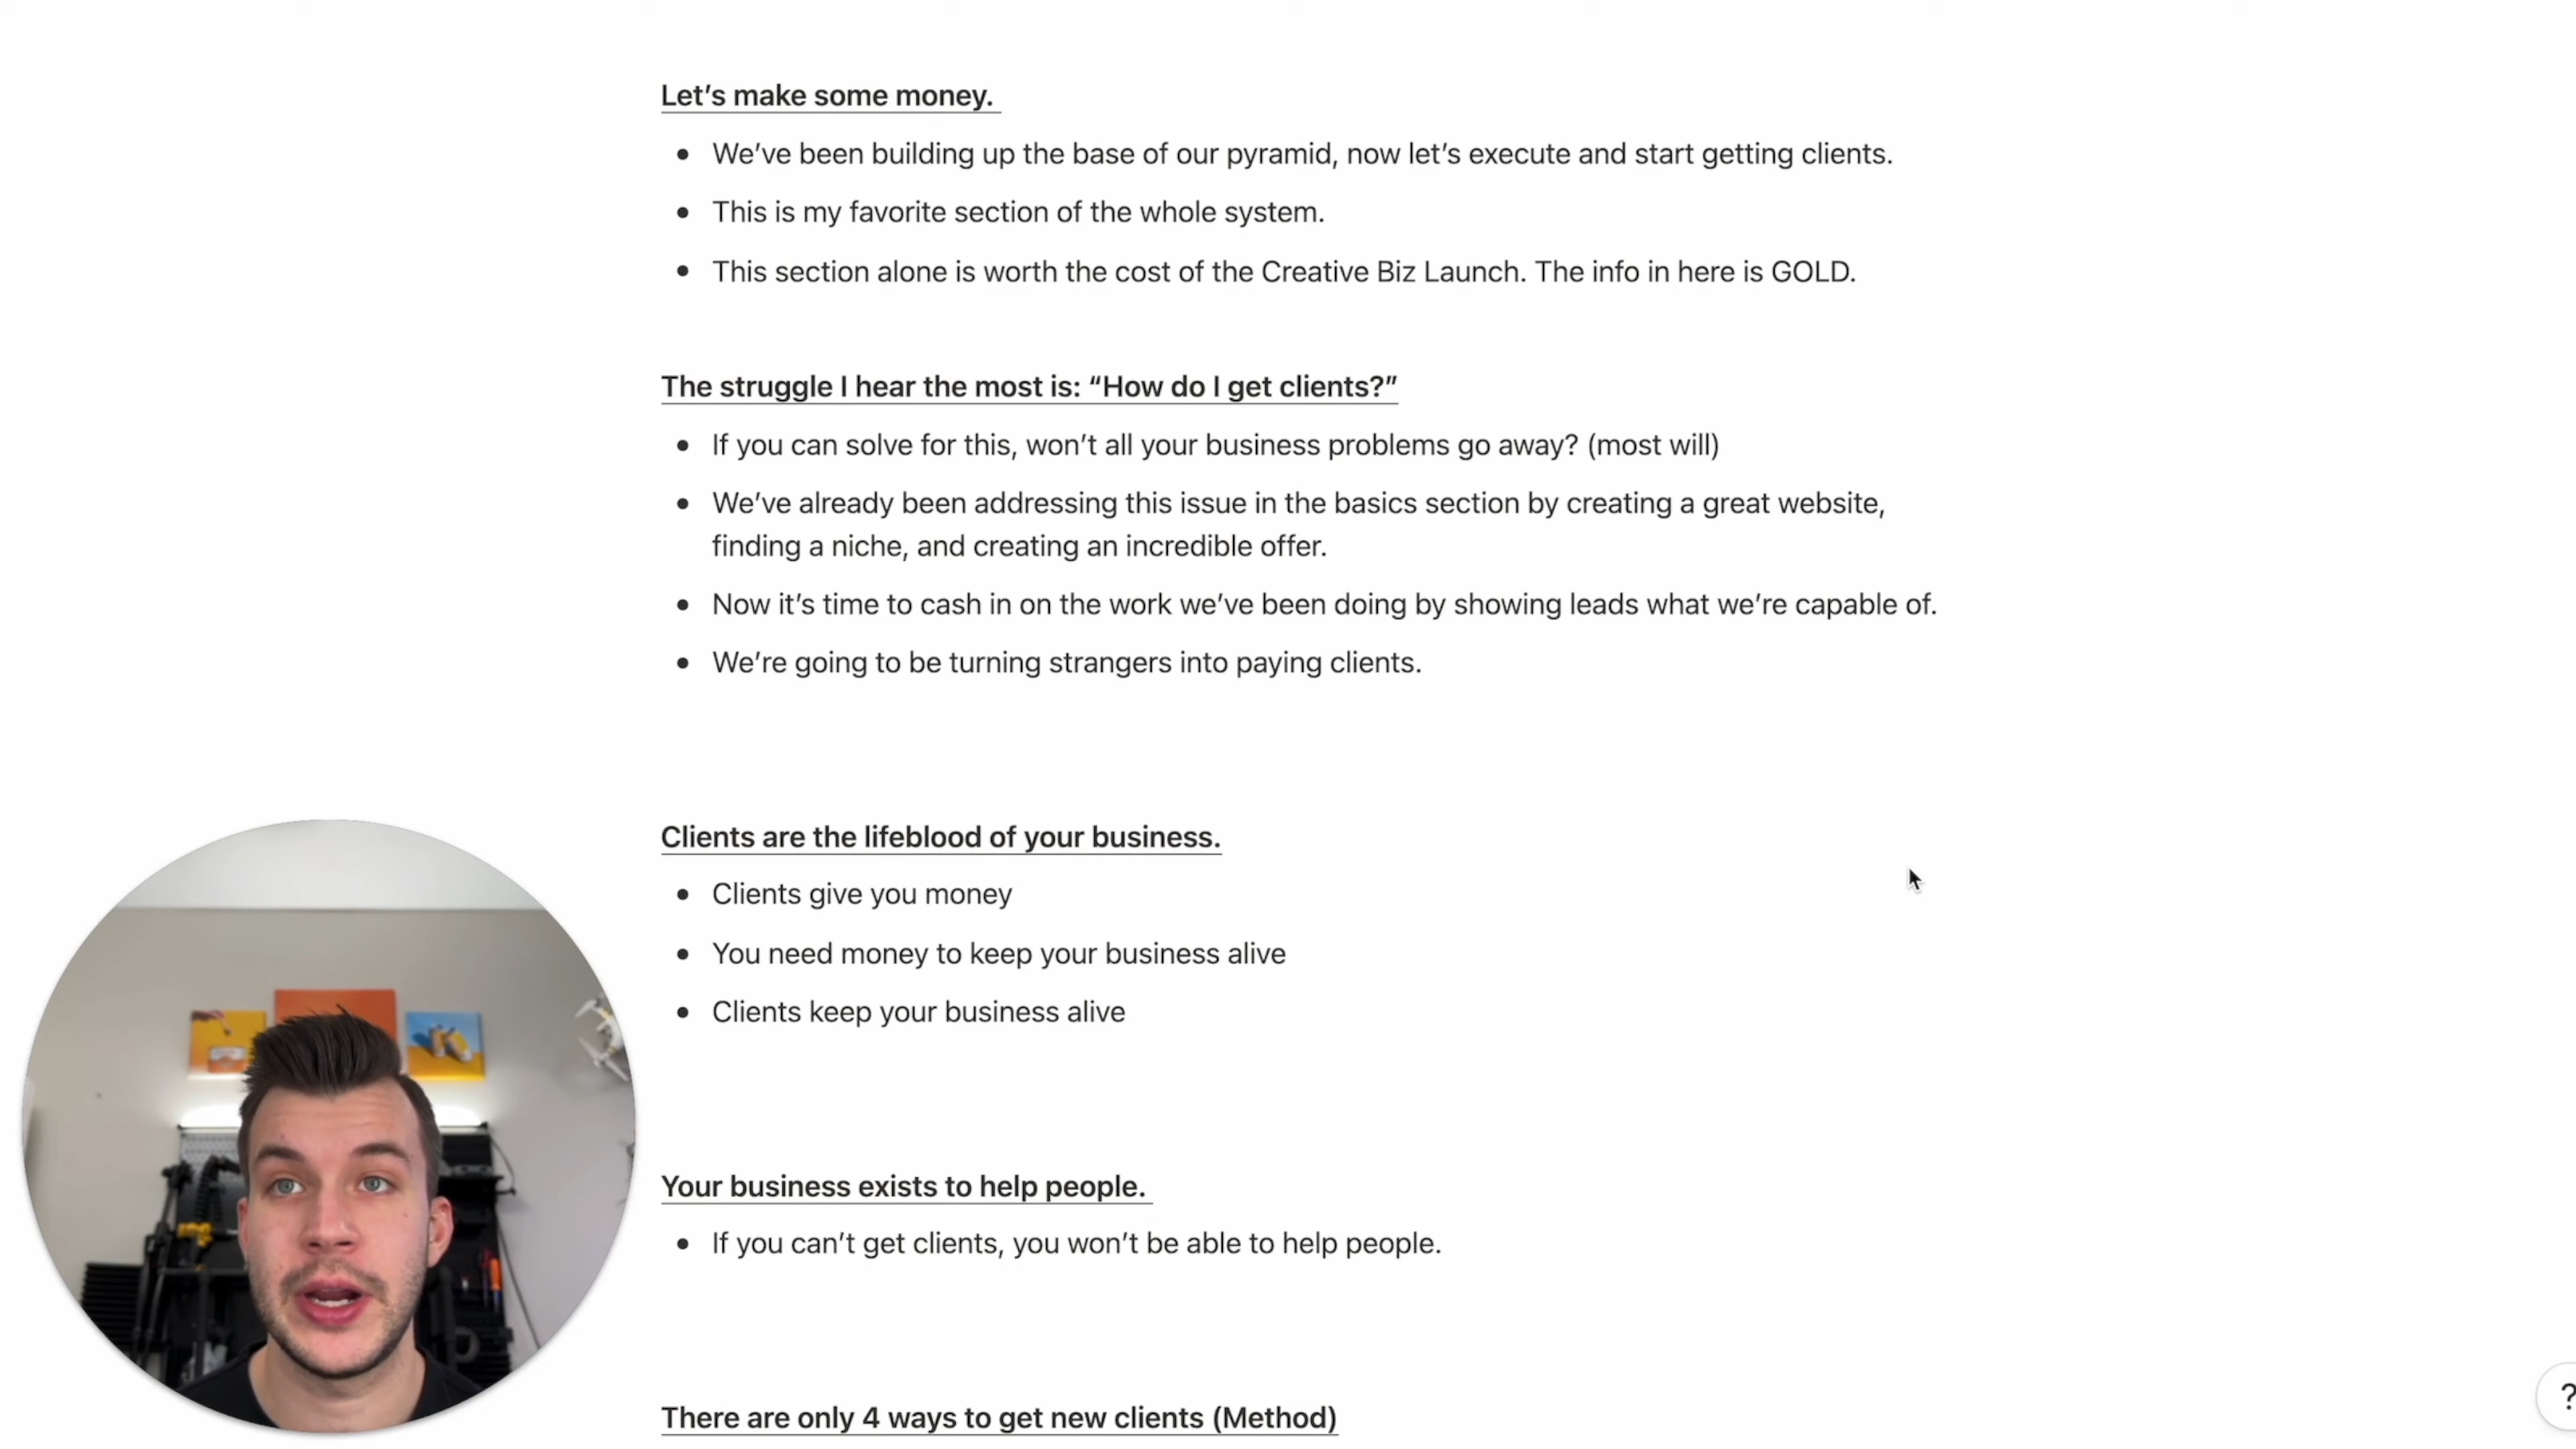 Let’s make some money.
We’ve been building up the base of our pyramid, now let’s execute and start getting clients.
This is my favorite section of the whole system.
This section alone is worth the cost of the Creative Biz Launch. The info in here is GOLD.
The struggle I hear the most is: “How do I get clients?”
If you can solve for this, won’t all your business problems go away? (most will)
We’ve already been addressing this issue in the basics section by creating a great website,
finding a niche, and creating an incredible offer.
Now it’s time to cash in on the work we’ve been doing by showing leads what we’re capable of.
We’re going to be turning strangers into paying clients.
Clients are the lifeblood of your business.
Clients give you money
You need money to keep your business alive
Clients keep your business alive
Your business exists to help people.
If you can’t get clients, you won’t be able to help people.
There are only 4 ways to get new clients (Method)
?